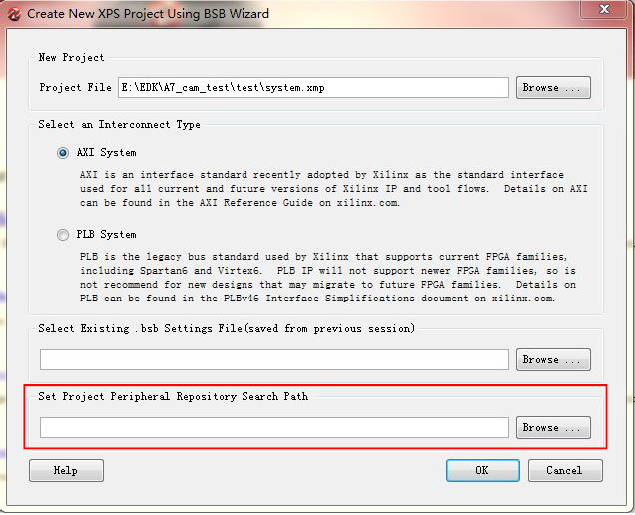 Create New XPS Project Using BSB Wizard
New Project
Project File E:\EDK\A7_cam_test\test\system.xmp Browse ...
Select an Interconnect Type
AXI System
AXI is an interface standard recently adopted by Xilinx as the standard interface
used for all current and future versions of Xilinx IP and tool flows. Details on AXI
can be found in the AXI Reference Guide on xilinx.com.
PLB System
PLB is the legacy bus standard used by Xilinx that supports current FPGA families,
including Spartan6 and Virtex6. PLB IP will not support newer FPGA families, so is
not recommend for new designs that may migrate to future FPGA families. Details on
PLB can be found in the PLBv46 Interface Simplifications document on xilinx.com.
Select Existing .bsb Settings File(saved from previous session)
Browse ...
Set Project Peripheral Repository Search Path
Browse ...
Help OK Cancel